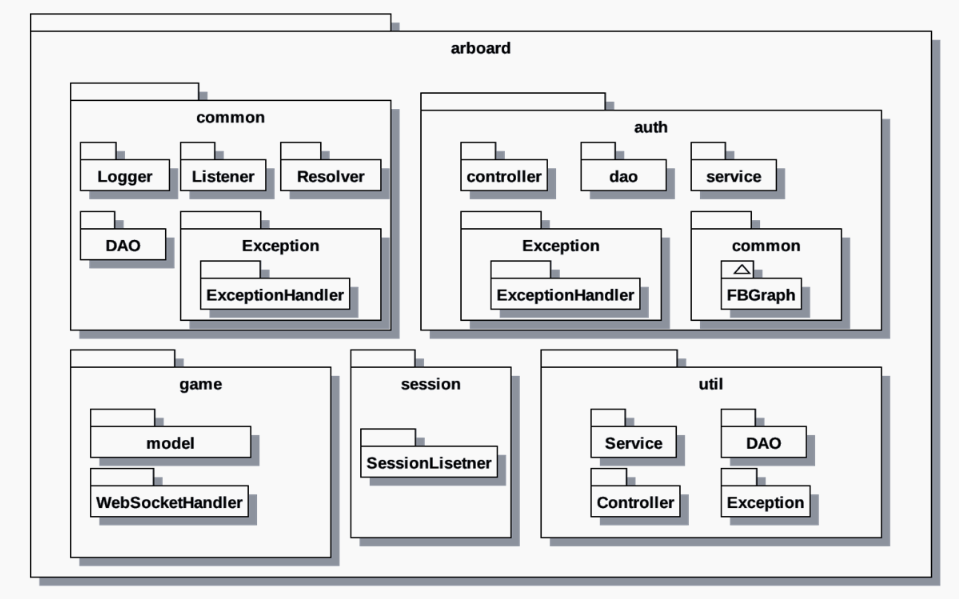 arboard
common
Logger
Listener
Resolver
DAO
Exception
ExceptionHandler
auth
controller
dao
service
Exception
ExceptionHandler
common
FBGraph
game
model
WebSocketHandler
session
SessionLisetner
util
Service
DAO
Controller
Exception